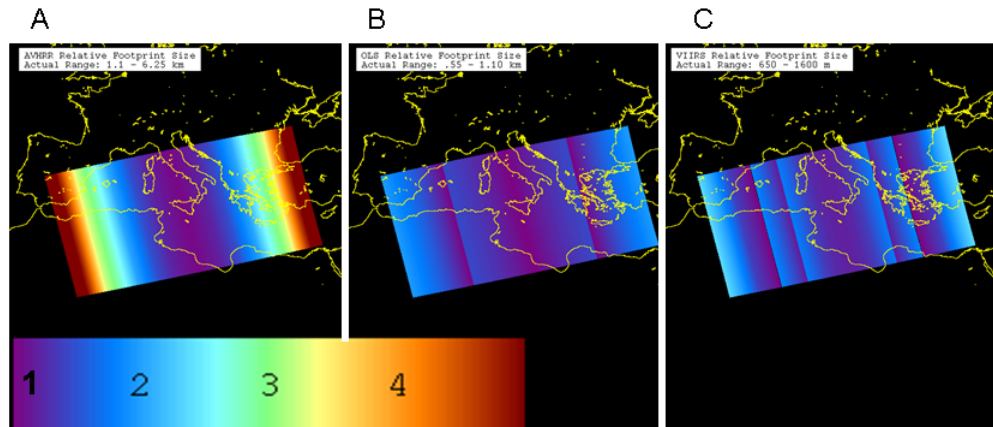 A
B
C
AVHRR Relative Footprint Size
Actual Range: 1.1 - 6.25 km
OLS Relative Footprint Size
Actual Range: .55 - 1.10 km
VIIRS Relative Footprint Size
Actual Range: 650 - 1600 m
1 2 3 4